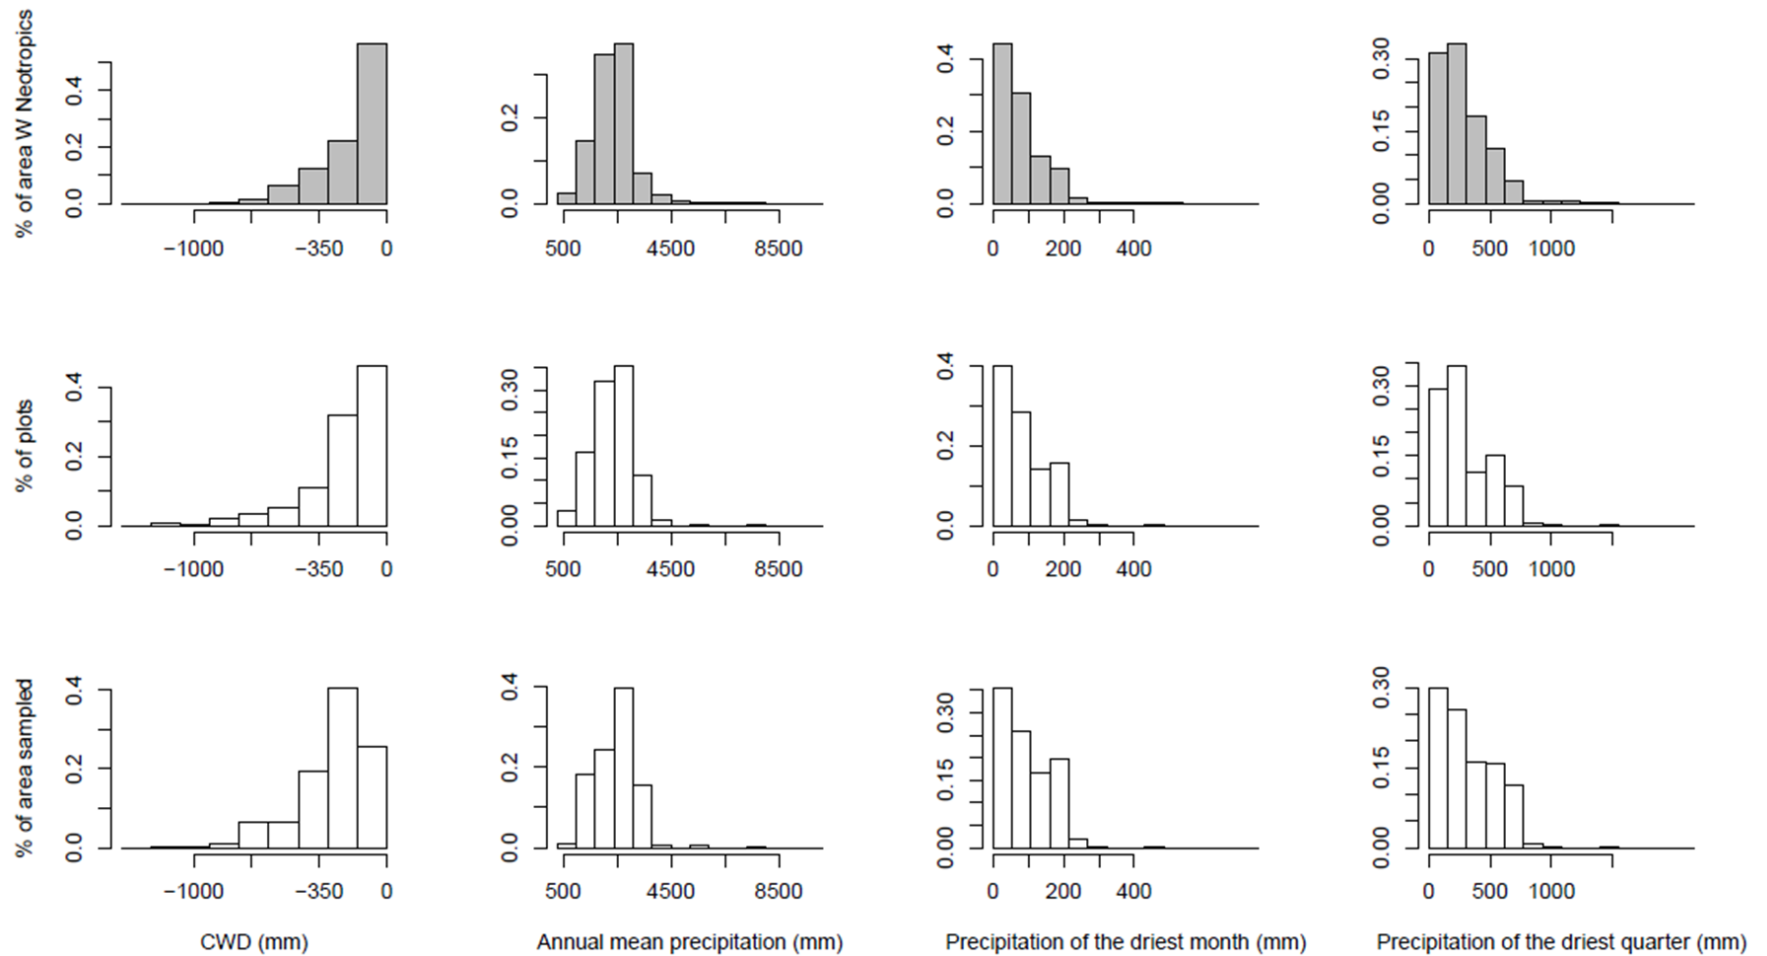 % of area W Neotropics
0.0 0.2 0.4
−1000 −350 0
0.0 0.2
500 4500 8500
0.0 0.2 0.4
0 200 400
0.00 0.15 0.30
0 500 1000
% of plots
0.0 0.2 0.4
−1000 −350 0
0.00 0.15 0.30
500 4500 8500
0.0 0.2 0.4
0 200 400
0.00 0.15 0.30
0 500 1000
% of area sampled
0.0 0.2 0.4
−1000 −350 0
0.0 0.2 0.4
500 4500 8500
0.00 0.15 0.30
0 200 400
0.00 0.15 0.30
0 500 1000
CWD (mm)
Annual mean precipitation (mm)
Precipitation of the driest month (mm)
Precipitation of the driest quarter (mm)